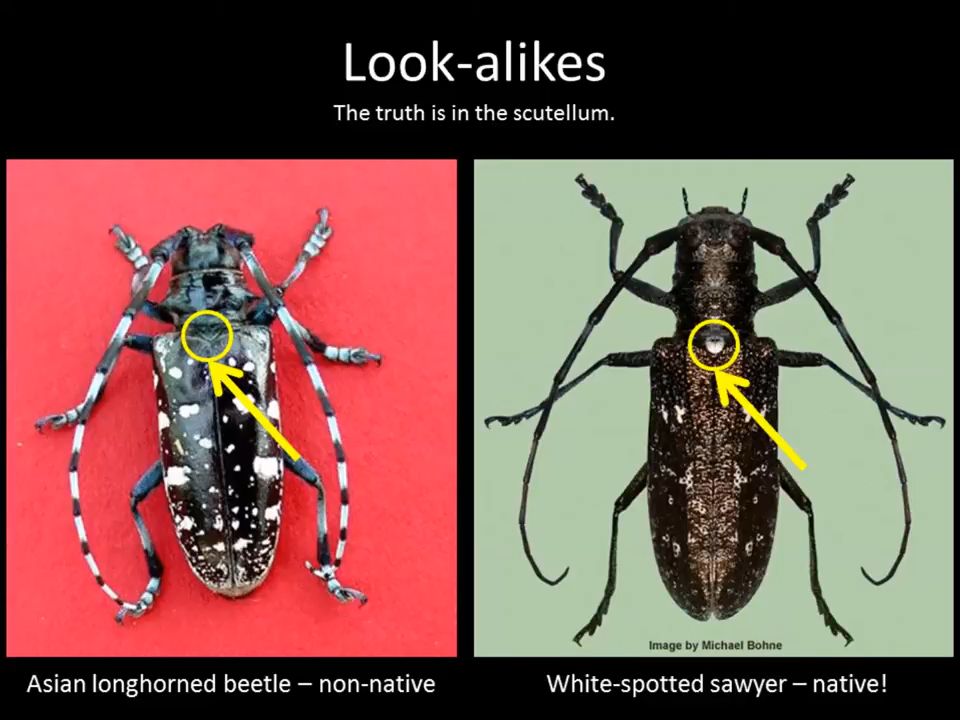 Look-alikes
The truth is in the scutellum.
Image by Michael Bohne
Asian longhorned beetle – non-native
White-spotted sawyer – native!